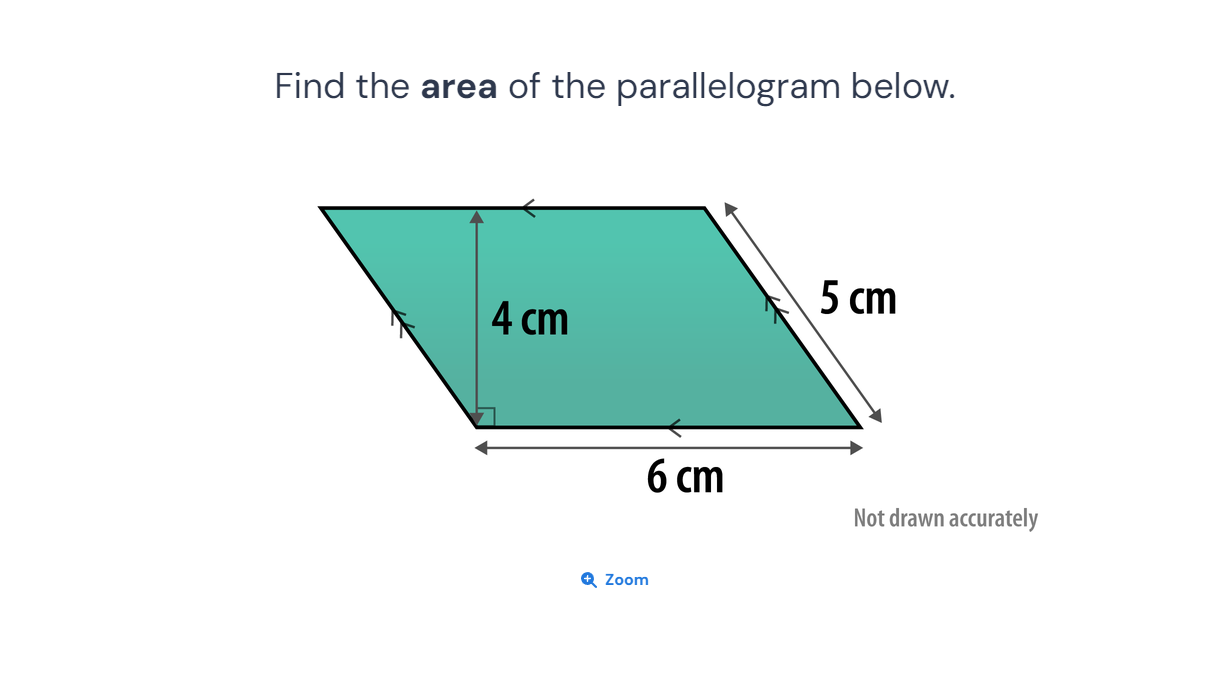 Find the area of the parallelogram below.
5 cm
4 cm
6 cm
Not drawn accurately
Zoom